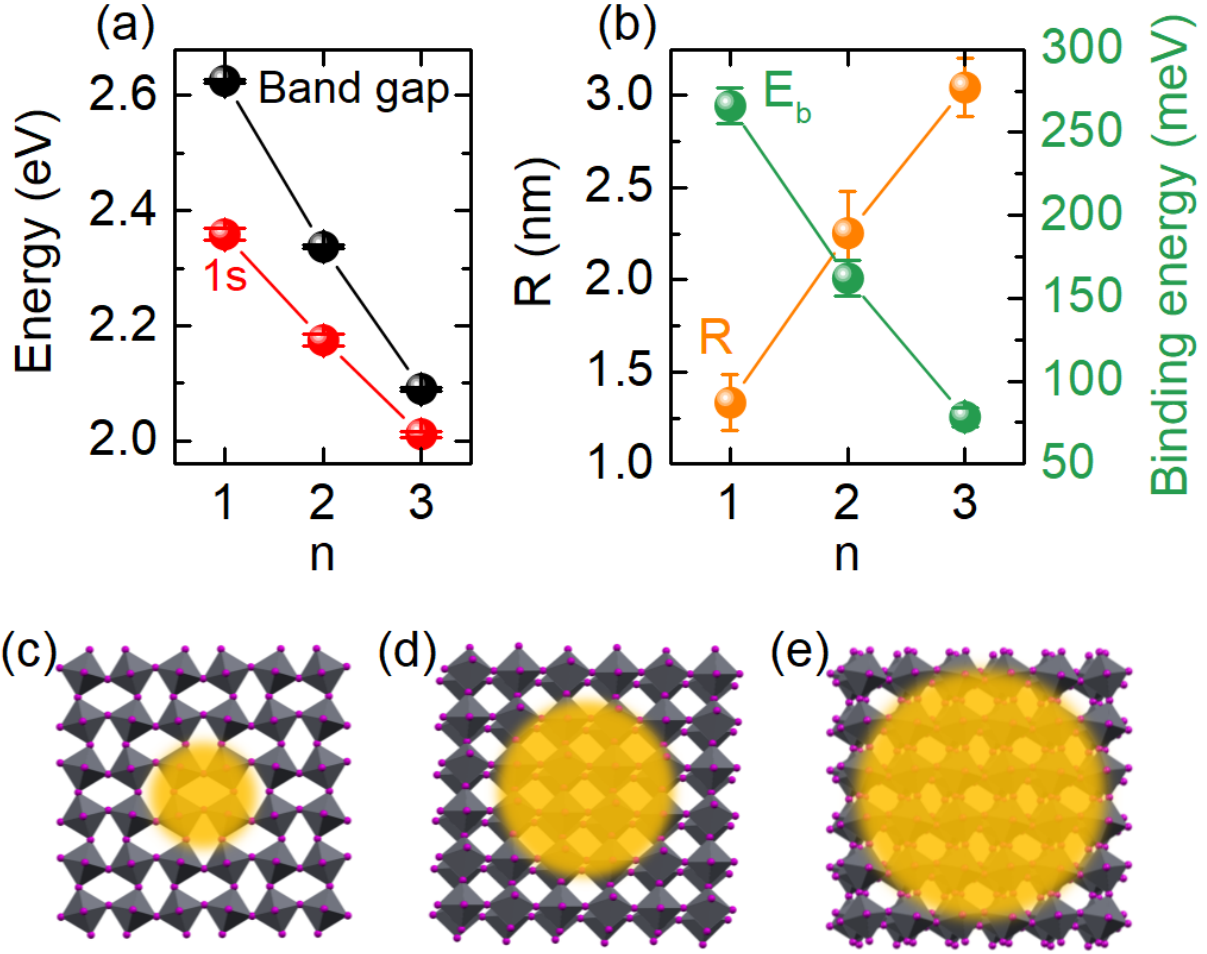 (a)
Energy (eV)
2.6
2.4
2.2
2.0
Band gap
1s
1 2 3
n
(b)
R (nm)
3.0
2.5
2.0
1.5
1.0
E_b
R
300
250
200
150
100
50
Binding energy (meV)
1 2 3
n
(c)
(d)
(e)